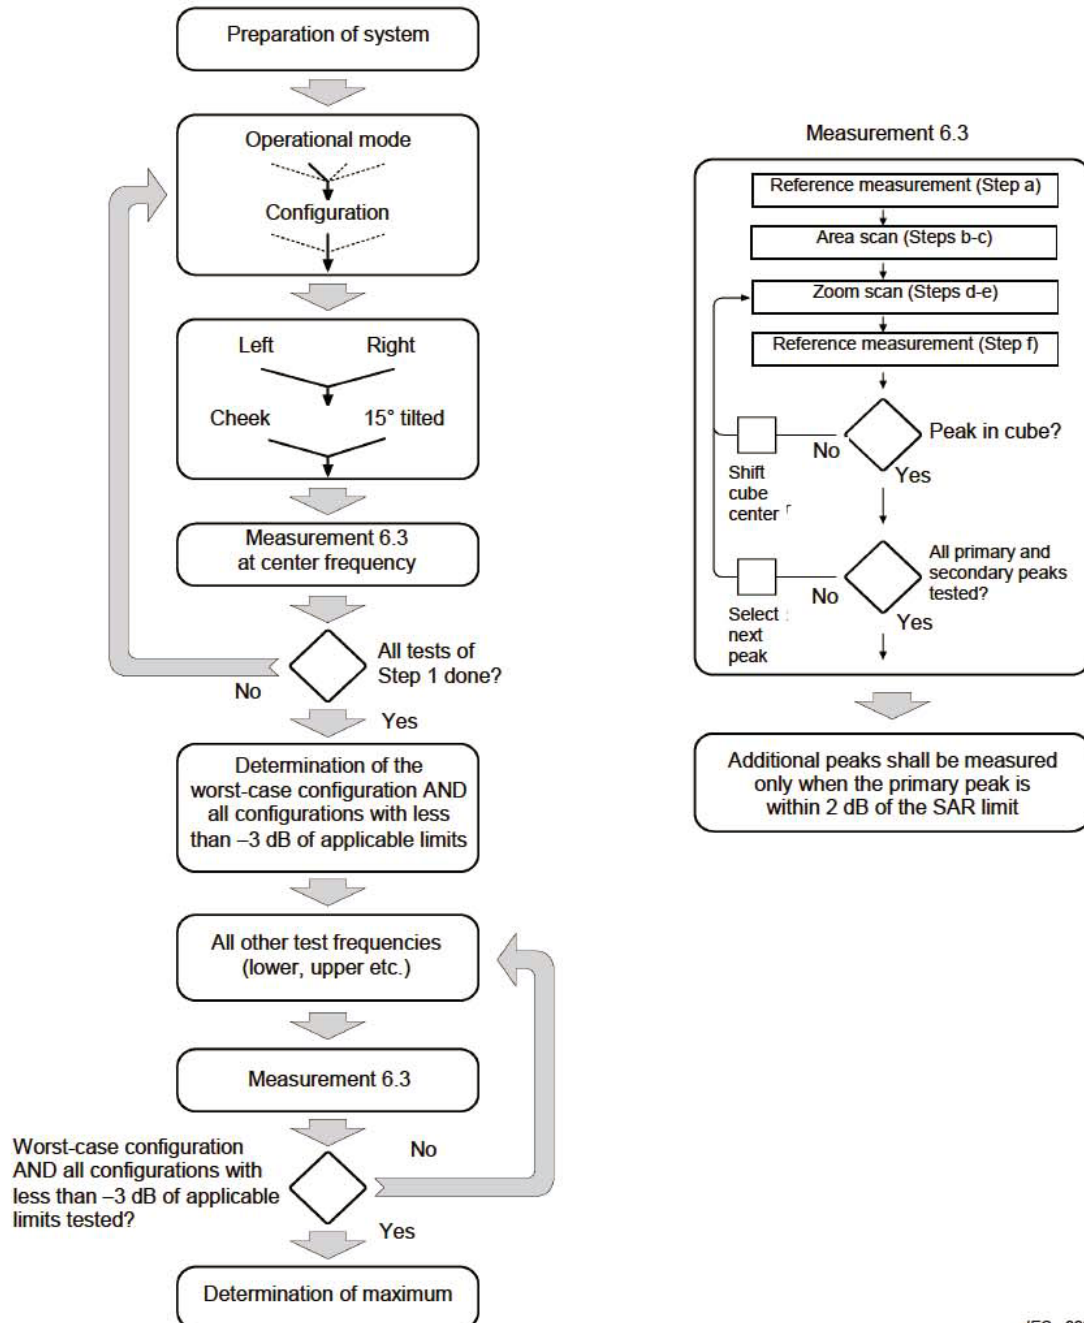 Preparation of system
Operational mode
Configuration
Left Right
Cheek 15° tilted
Measurement 6.3
at center frequency
All tests of
Step 1 done?
No
Yes
Determination of the
worst-case configuration AND
all configurations with less
than –3 dB of applicable limits
All other test frequencies
(lower, upper etc.)
Measurement 6.3
Worst-case configuration
AND all configurations with
less than –3 dB of applicable
limits tested?
No
Yes
Determination of maximum
Measurement 6.3
Reference measurement (Step a)
Area scan (Steps b-c)
Zoom scan (Steps d-e)
Reference measurement (Step f)
Peak in cube?
No
Yes
Shift
cube
center
All primary and
secondary peaks
tested?
No
Yes
Select
next
peak
Additional peaks shall be measured
only when the primary peak is
within 2 dB of the SAR limit